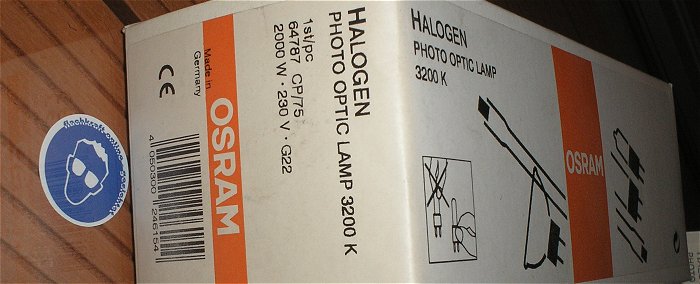 HALOGEN
PHOTO OPTIC LAMP 3200 K
1st/pc
64787 CP/75
2000 W · 230 V · G22
OSRAM
Made in
Germany
CE
4 050300 246154
HALOGEN
PHOTO OPTIC LAMP
3200 K
OSRAM